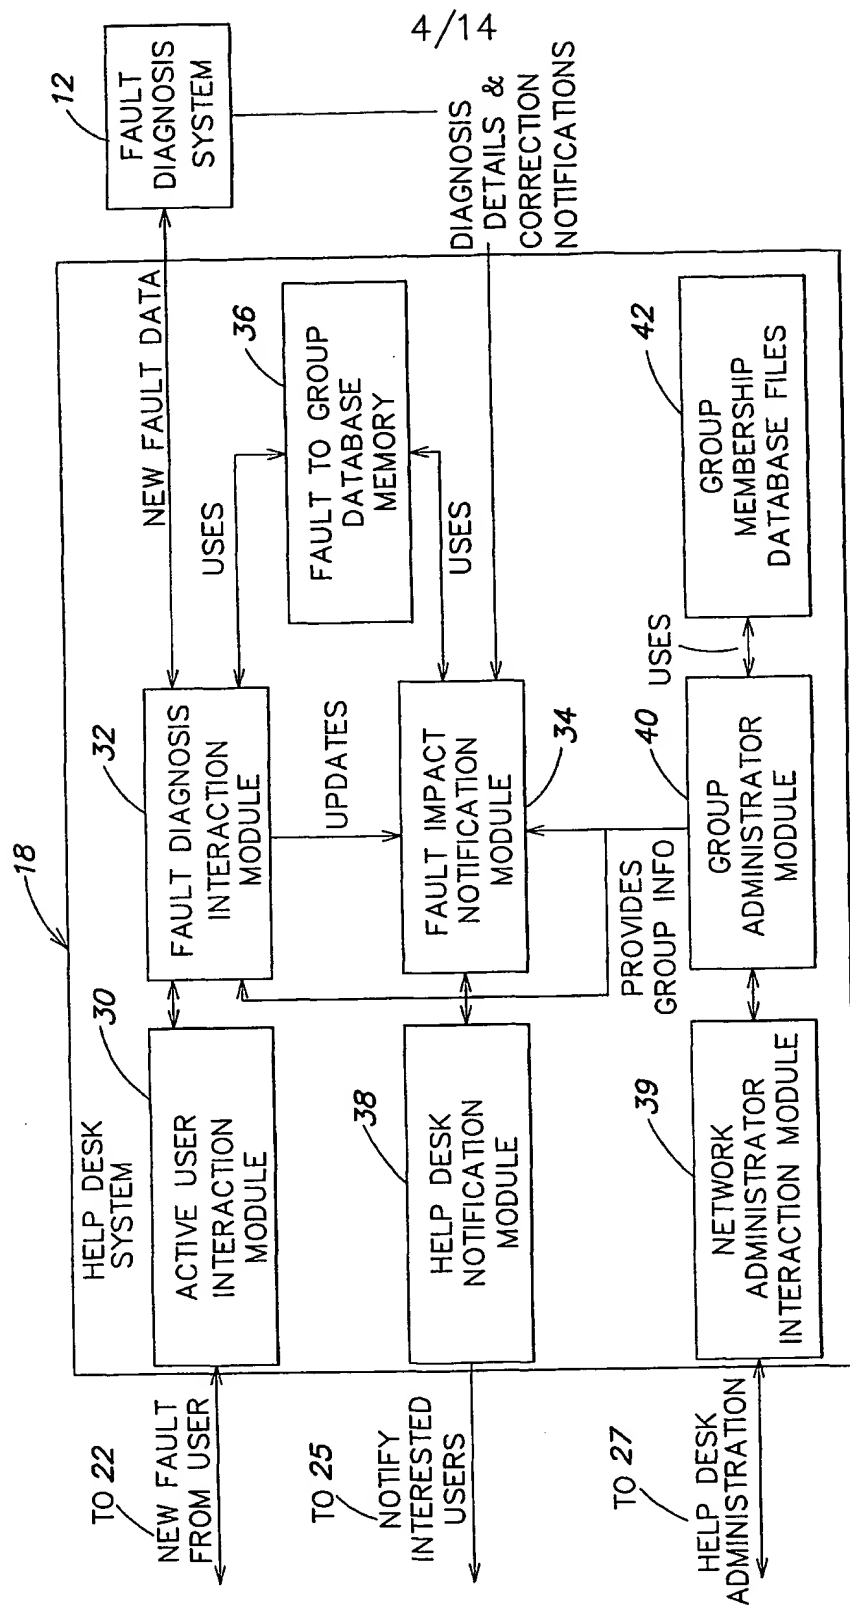 4/14
18
HELP DESK
SYSTEM
12
FAULT
DIAGNOSIS
SYSTEM
NEW FAULT DATA
DIAGNOSIS
DETAILS &
CORRECTION
NOTIFICATIONS
TO 22
NEW FAULT
FROM USER
30
ACTIVE USER
INTERACTION
MODULE
32
FAULT DIAGNOSIS
INTERACTION
MODULE
USES
36
FAULT TO GROUP
DATABASE
MEMORY
UPDATES
USES
TO 25
NOTIFY
INTERESTED
USERS
38
HELP DESK
NOTIFICATION
MODULE
FAULT IMPACT
NOTIFICATION
MODULE
34
PROVIDES
GROUP INFO
TO 27
HELP DESK
ADMINISTRATION
39
NETWORK
ADMINISTRATOR
INTERACTION MODULE
40
GROUP
ADMINISTRATOR
MODULE
USES
42
GROUP
MEMBERSHIP
DATABASE FILES